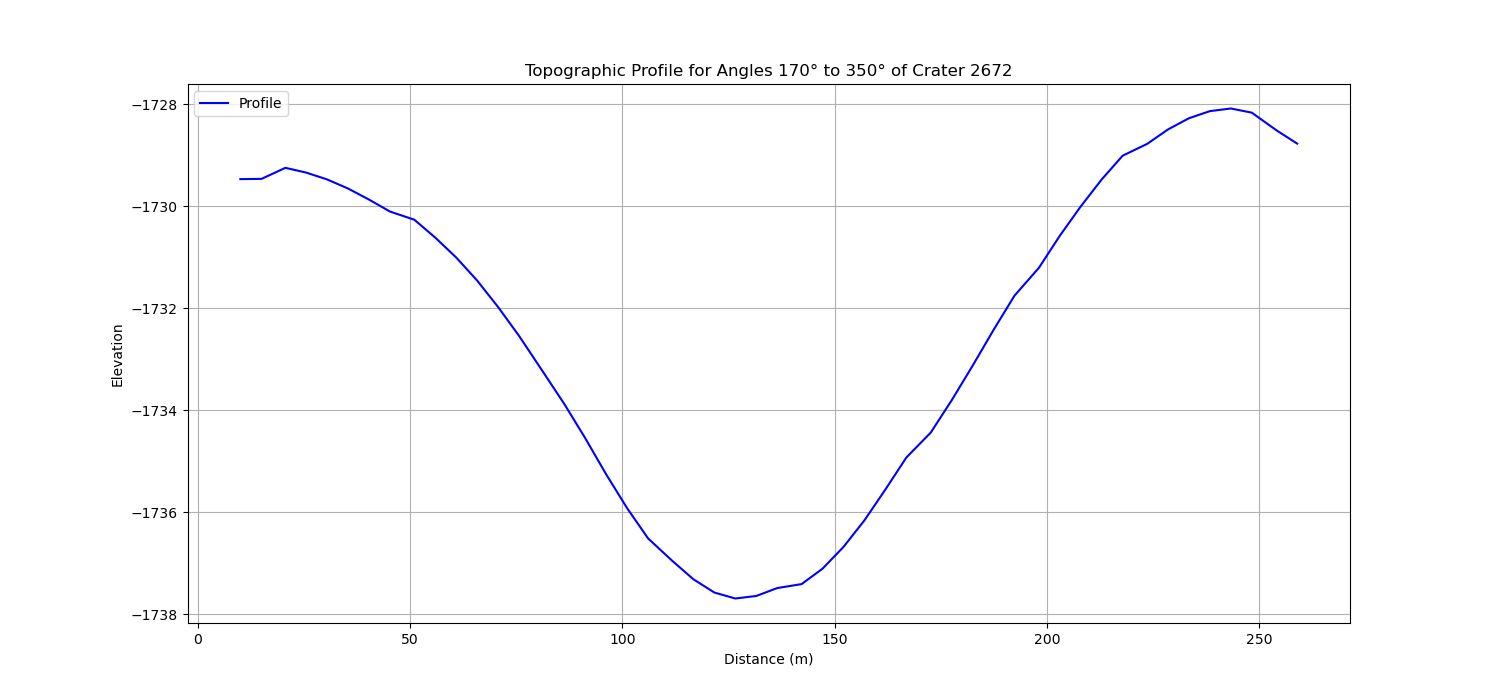 Topographic Profile for Angles 170° to 350° of Crater 2672
Profile
Elevation
−1728
−1730
−1732
−1734
−1736
−1738
0 50 100 150 200 250
Distance (m)